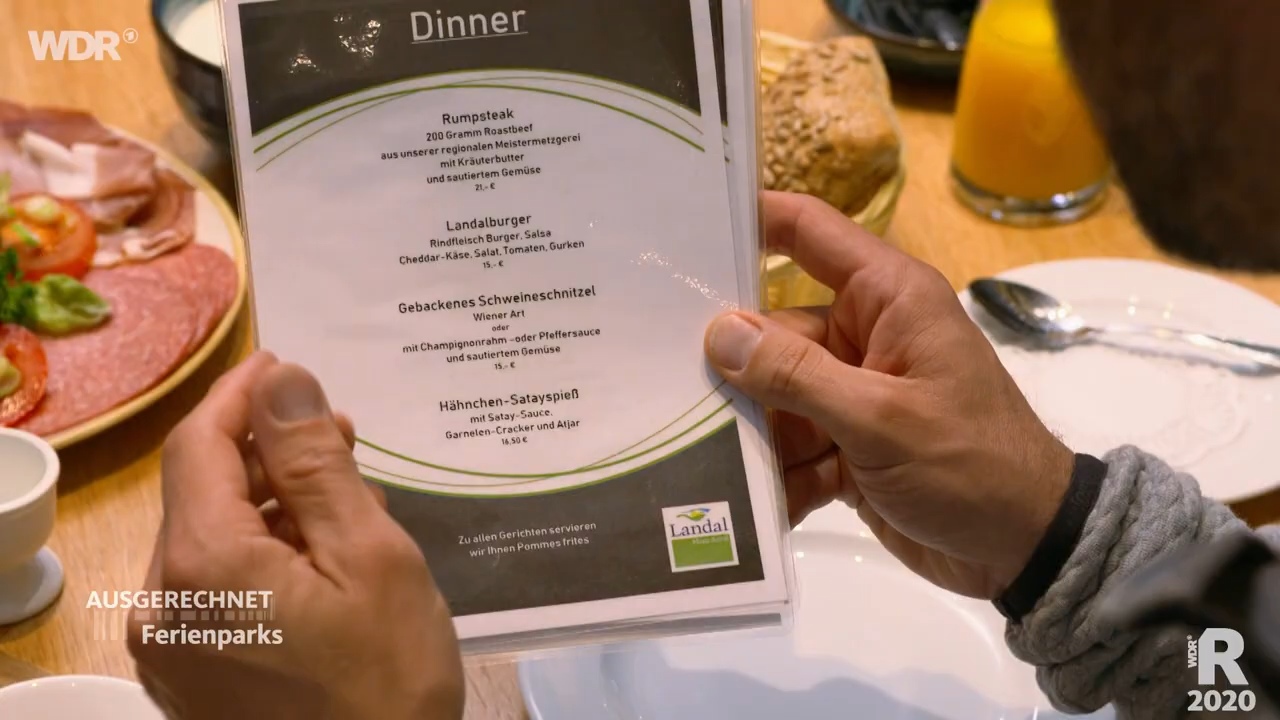 WDR
Dinner
Rumpsteak
200 Gramm Roastbeef
aus unserer regionalen Meistermetzgerei
mit Kräuterbutter
und sautiertem Gemüse
21,- €
Landalburger
Rindfleisch Burger, Salsa
Cheddar-Käse, Salat, Tomaten, Gurken
15,- €
Gebackenes Schweineschnitzel
Wiener Art
oder
mit Champignonrahm -oder Pfeffersauce
und sautiertem Gemüse
15,- €
Hähnchen-Satayspieß
mit Satay-Sauce,
Garnelen-Cracker und Atjar
16,50 €
Zu allen Gerichten servieren
wir Ihnen Pommes frites
Landal
AUSGERECHNET
Ferienparks
WDR R
2020